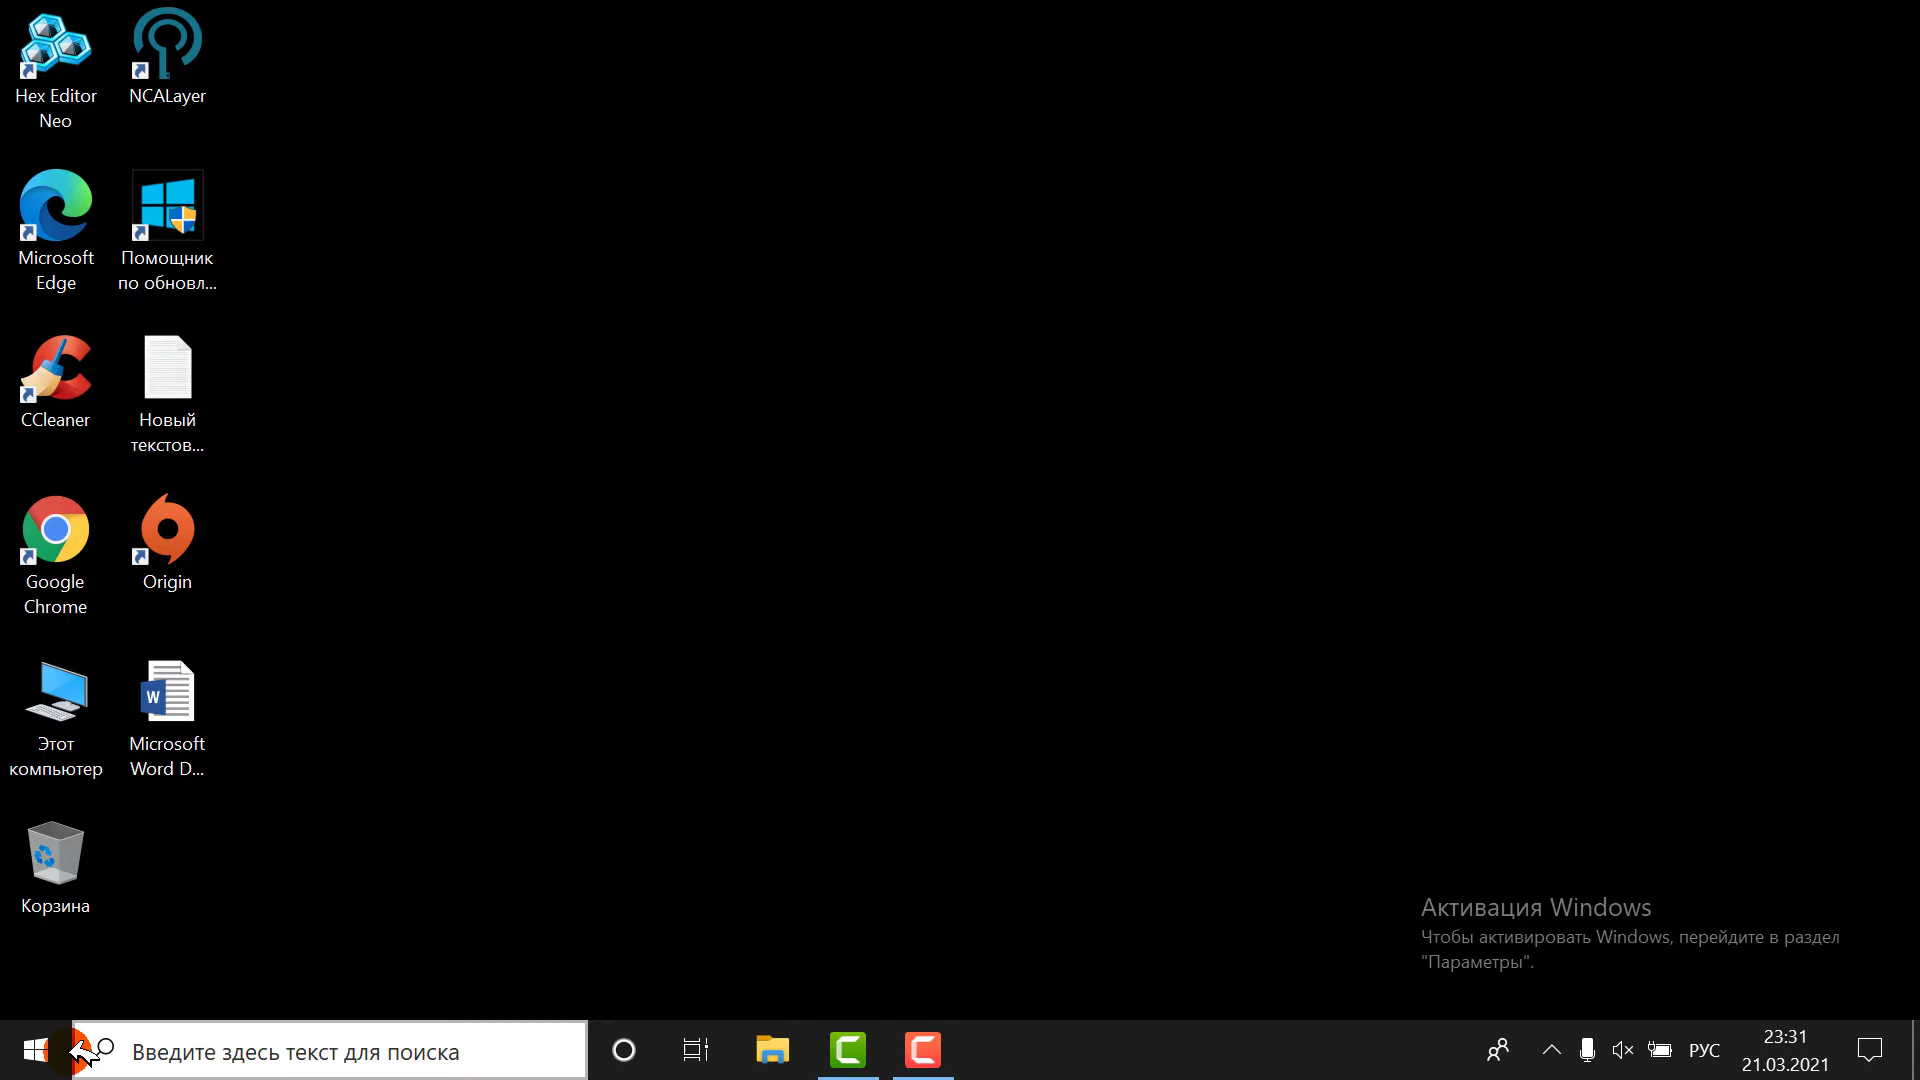 Hex Editor
Neo
NCALayer
Microsoft
Edge
Помощник
по обновл...
CCleaner
Новый
текстов...
Google
Chrome
Origin
Этот
компьютер
W
Microsoft
Word D...
Корзина
Активация Windows
Чтобы активировать Windows, перейдите в раздел
"Параметры".
Введите здесь текст для поиска
РУС
23:31
21.03.2021